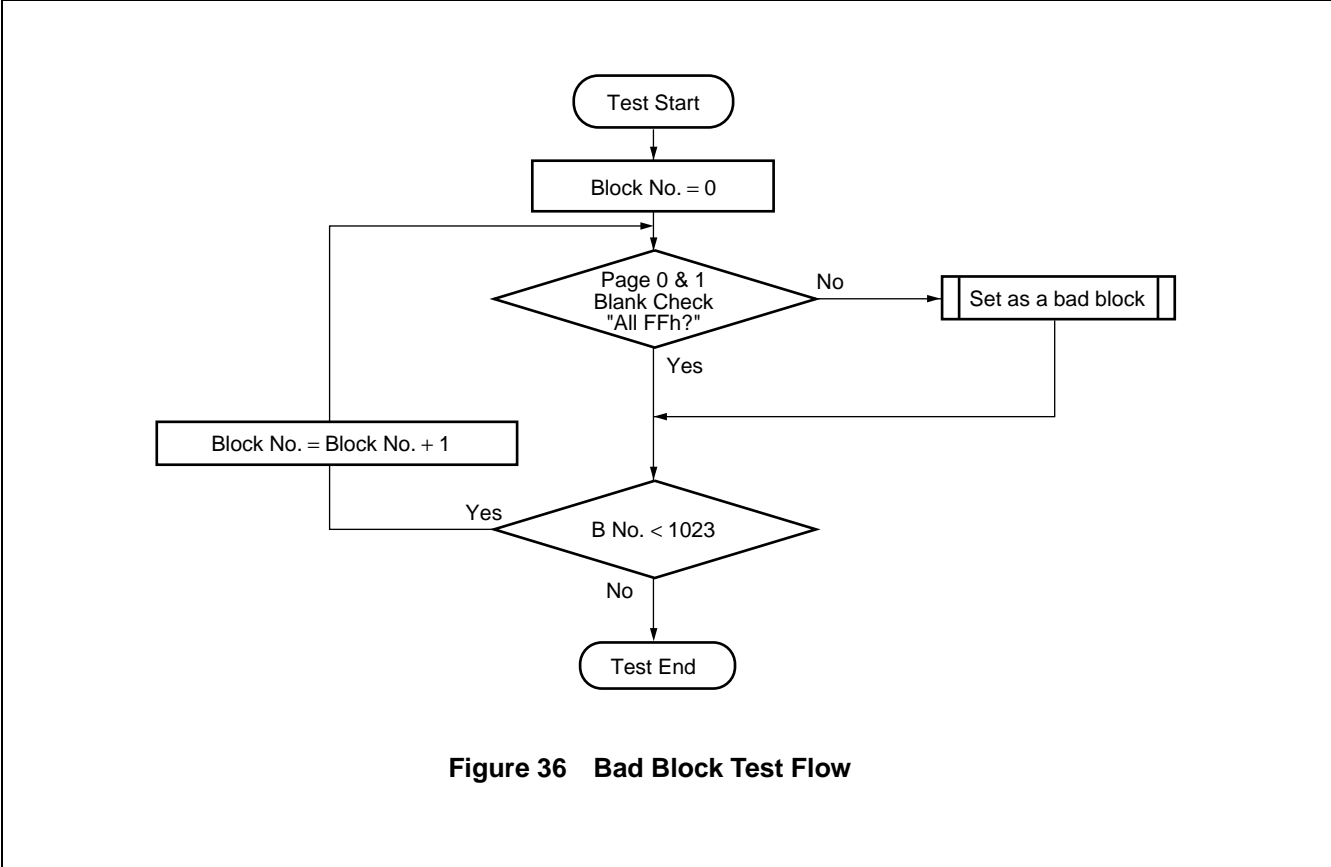 Test Start
Block No. = 0
Page 0 & 1
Blank Check
"All FFh?"
No
Set as a bad block
Yes
Block No. = Block No. + 1
Yes
B No. < 1023
No
Test End
Figure 36 Bad Block Test Flow